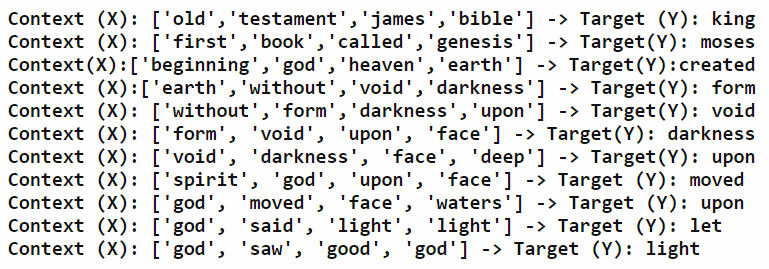 Context (X): ['old','testament','james','bible'] -> Target (Y): king
Context (X): ['first','book','called','genesis'] -> Target(Y): moses
Context(X):['beginning','god','heaven','earth'] -> Target(Y):created
Context (X):['earth','without','void','darkness'] -> Target(Y): form
Context (X): ['without','form','darkness','upon'] -> Target(Y): void
Context (X): ['form', 'void', 'upon', 'face'] -> Target(Y): darkness
Context (X): ['void', 'darkness', 'face', 'deep'] -> Target(Y): upon
Context (X): ['spirit', 'god', 'upon', 'face'] -> Target (Y): moved
Context (X): ['god', 'moved', 'face', 'waters'] -> Target (Y): upon
Context (X): ['god', 'said', 'light', 'light'] -> Target (Y): let
Context (X): ['god', 'saw', 'good', 'god'] -> Target (Y): light